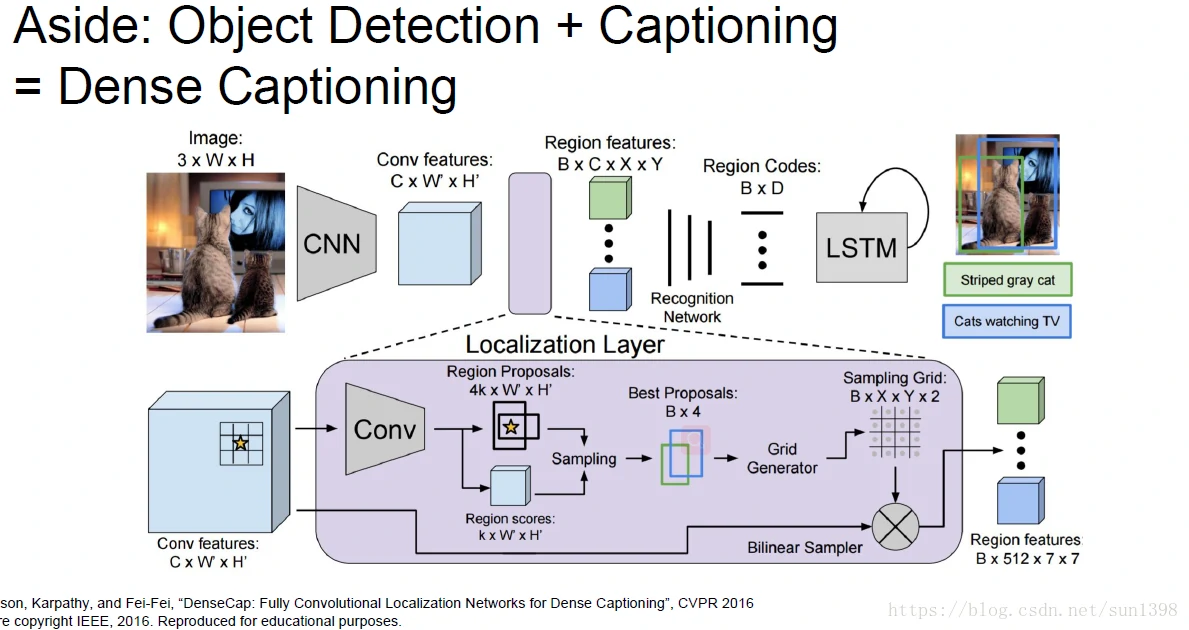 Aside: Object Detection + Captioning
= Dense Captioning
Image:
3 x W x H
Conv features:
C x W' x H'
Region features:
B x C x X x Y
Region Codes:
B x D
CNN
LSTM
Recognition
Network
Striped gray cat
Cats watching TV
Localization Layer
Region Proposals:
4k x W' x H'
Conv
Sampling
Region scores:
k x W' x H'
Best Proposals:
B x 4
Grid
Generator
Sampling Grid:
B x X x Y x 2
Bilinear Sampler
Conv features:
C x W' x H'
Region features:
B x 512 x 7 x 7
son, Karpathy, and Fei-Fei, “DenseCap: Fully Convolutional Localization Networks for Dense Captioning”, CVPR 2016
re copyright IEEE, 2016. Reproduced for educational purposes.
https://blog.csdn.net/sun1398